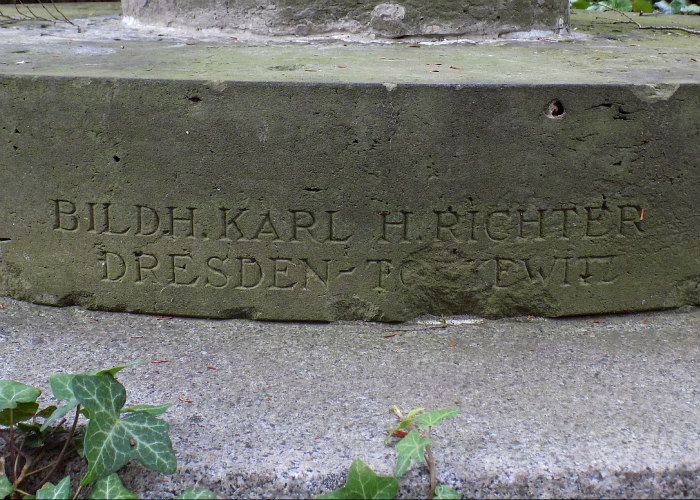 BILDH. KARL H. RICHTER
DRESDEN-